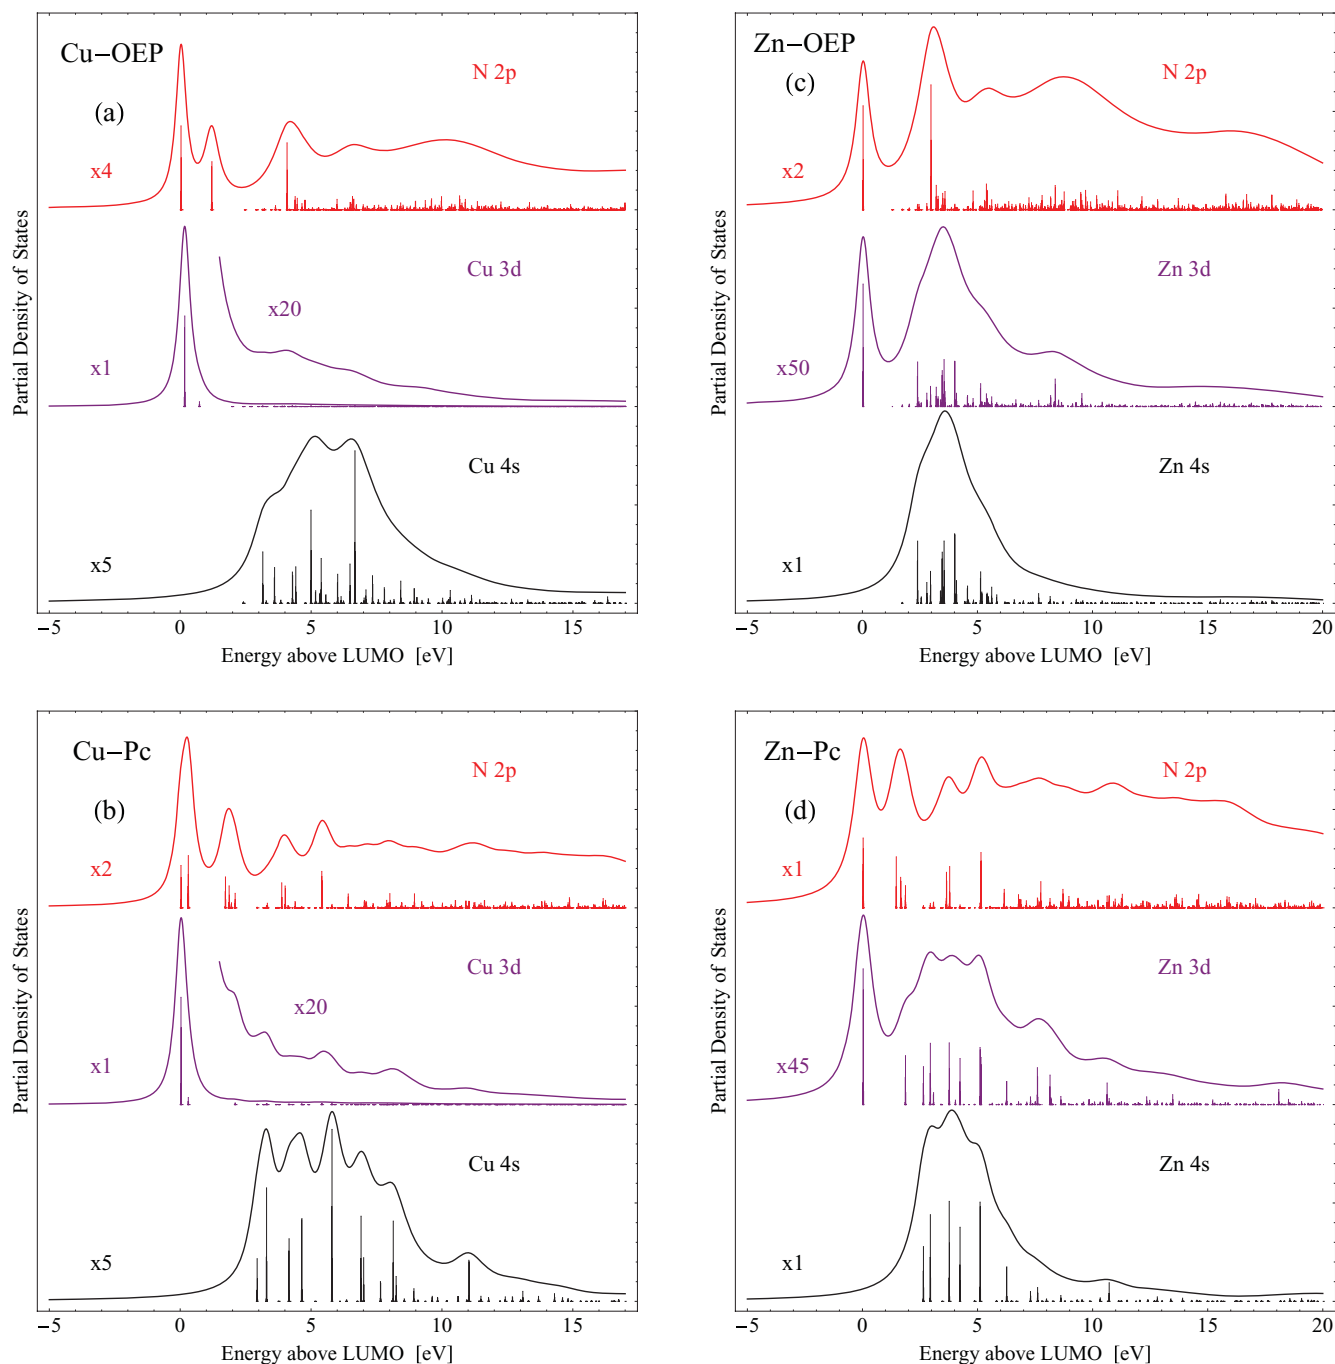 Cu−OEP
(a)
N 2p
x4
Cu 3d
x20
x1
Cu 4s
x5
Partial Density of States
−5 0 5 10 15
Energy above LUMO [eV]
Zn−OEP
(c)
N 2p
x2
Zn 3d
x50
Zn 4s
x1
Partial Density of States
−5 0 5 10 15 20
Energy above LUMO [eV]
Cu−Pc
(b)
N 2p
x2
Cu 3d
x20
x1
Cu 4s
x5
Partial Density of States
−5 0 5 10 15
Energy above LUMO [eV]
Zn−Pc
(d)
N 2p
x1
Zn 3d
x45
Zn 4s
x1
Partial Density of States
−5 0 5 10 15 20
Energy above LUMO [eV]